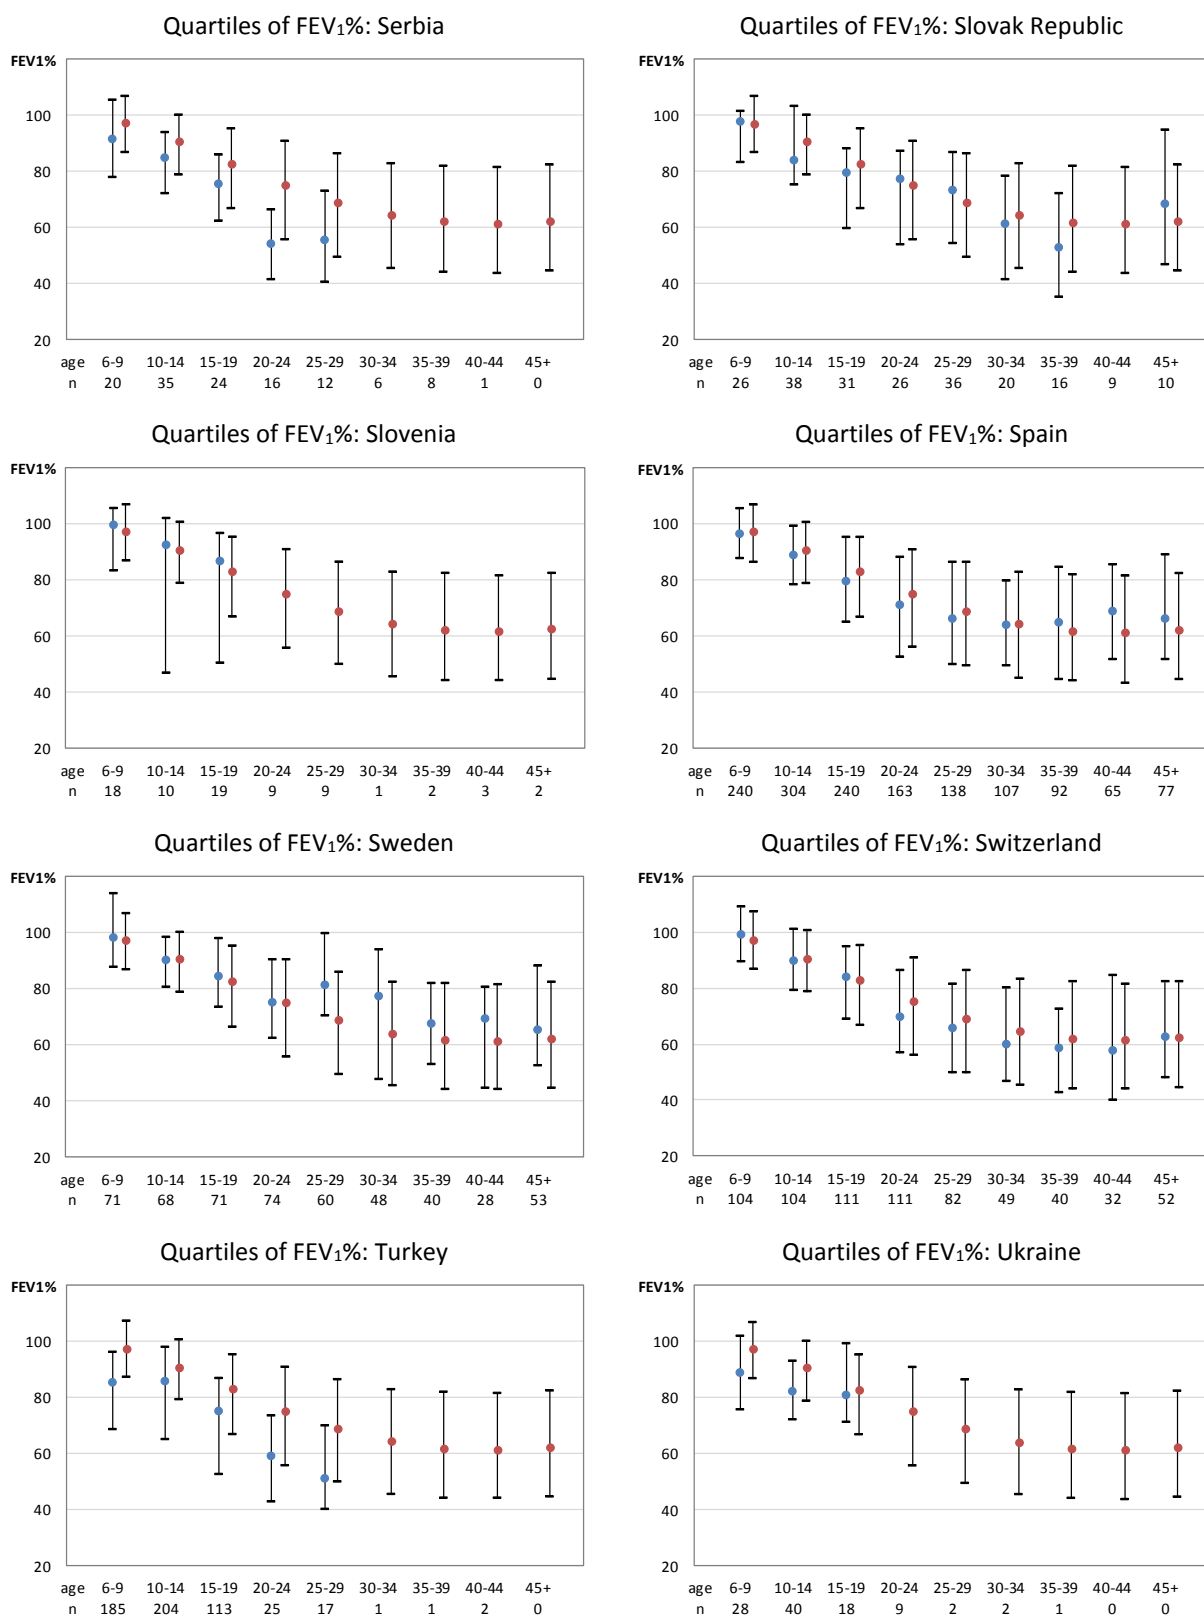 Quartiles of FEV₁%: Serbia
FEV1%
100
80
60
40
20
age 6-9 10-14 15-19 20-24 25-29 30-34 35-39 40-44 45+
n 20 35 24 16 12 6 8 1 0
Quartiles of FEV₁%: Slovak Republic
FEV1%
100
80
60
40
20
age 6-9 10-14 15-19 20-24 25-29 30-34 35-39 40-44 45+
n 26 38 31 26 36 20 16 9 10
Quartiles of FEV₁%: Slovenia
FEV1%
100
80
60
40
20
age 6-9 10-14 15-19 20-24 25-29 30-34 35-39 40-44 45+
n 18 10 19 9 9 1 2 3 2
Quartiles of FEV₁%: Spain
FEV1%
100
80
60
40
20
age 6-9 10-14 15-19 20-24 25-29 30-34 35-39 40-44 45+
n 240 304 240 163 138 107 92 65 77
Quartiles of FEV₁%: Sweden
FEV1%
100
80
60
40
20
age 6-9 10-14 15-19 20-24 25-29 30-34 35-39 40-44 45+
n 71 68 71 74 60 48 40 28 53
Quartiles of FEV₁%: Switzerland
FEV1%
100
80
60
40
20
age 6-9 10-14 15-19 20-24 25-29 30-34 35-39 40-44 45+
n 104 104 111 111 82 49 40 32 52
Quartiles of FEV₁%: Turkey
FEV1%
100
80
60
40
20
age 6-9 10-14 15-19 20-24 25-29 30-34 35-39 40-44 45+
n 185 204 113 25 17 1 1 2 0
Quartiles of FEV₁%: Ukraine
FEV1%
100
80
60
40
20
age 6-9 10-14 15-19 20-24 25-29 30-34 35-39 40-44 45+
n 28 40 18 9 2 2 1 0 0